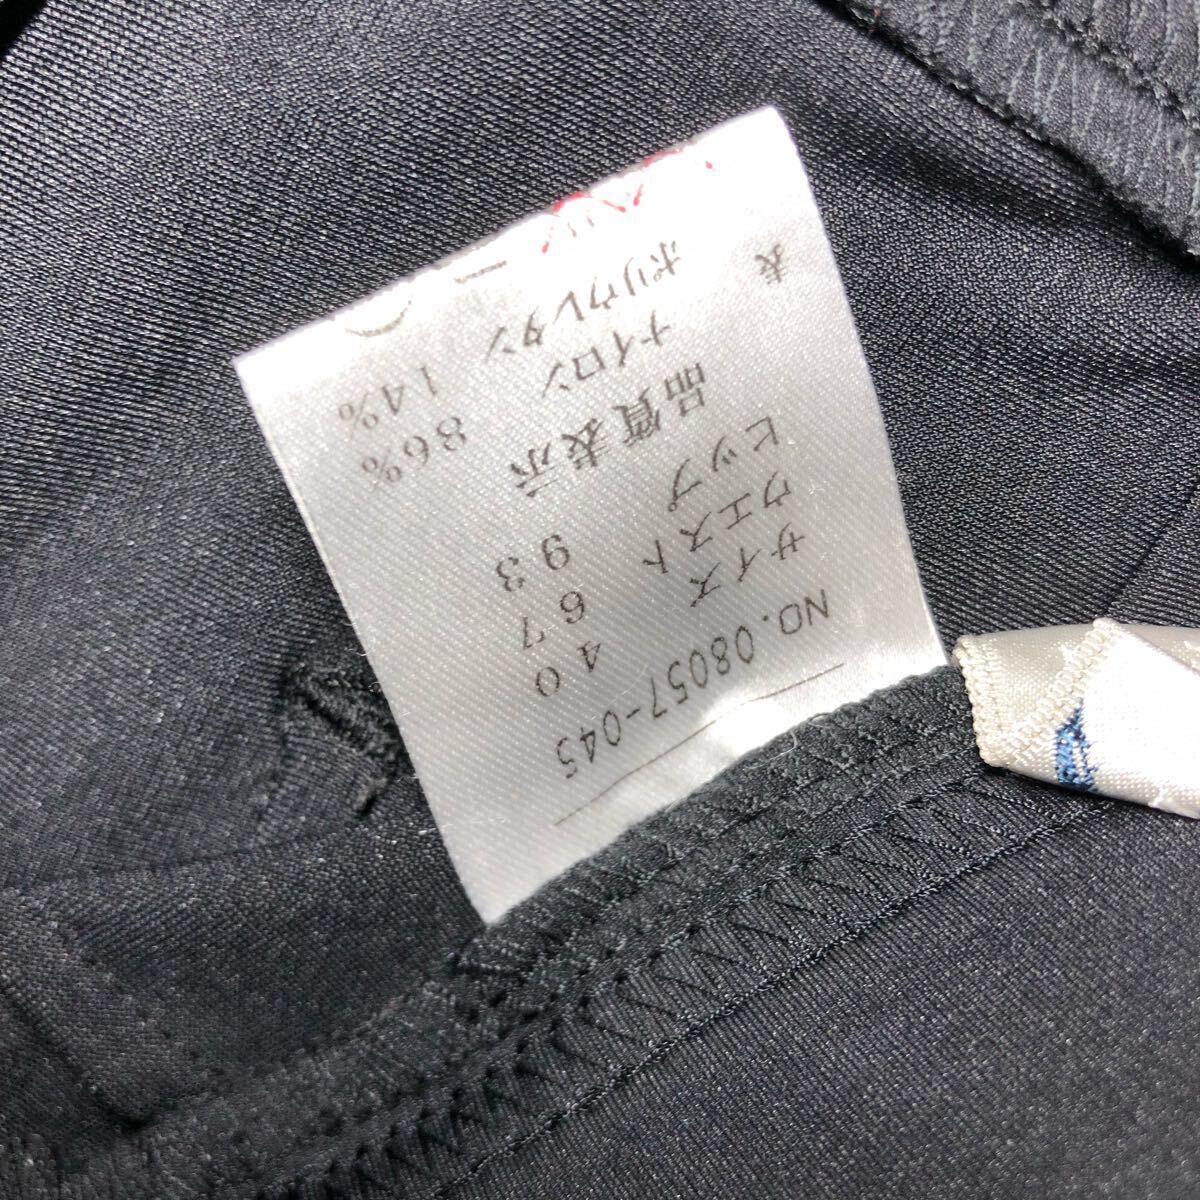 NO.08057-045
サイズ 40
ウエスト 67
ヒップ 93
品質表示
ナイロン 86%
ポリウレタン 14%
表